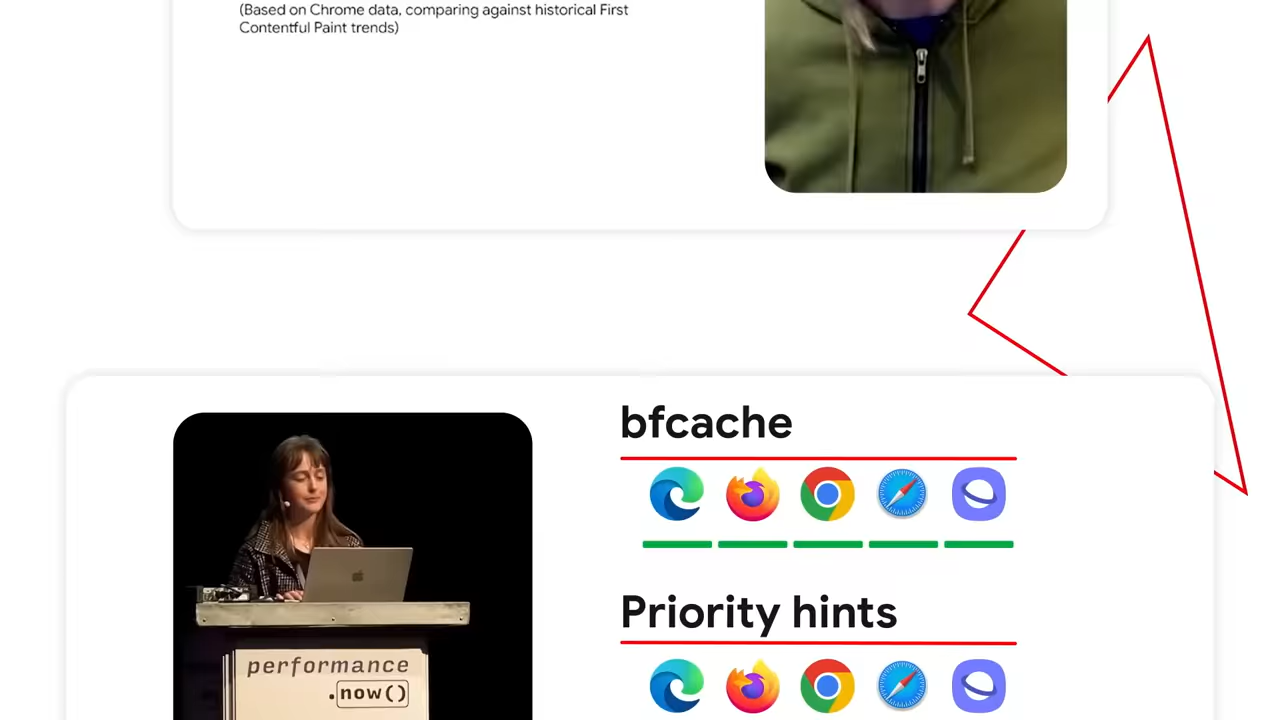 (Based on Chrome data, comparing against historical First
Contentful Paint trends)
bfcache
Priority hints
performance
.now()